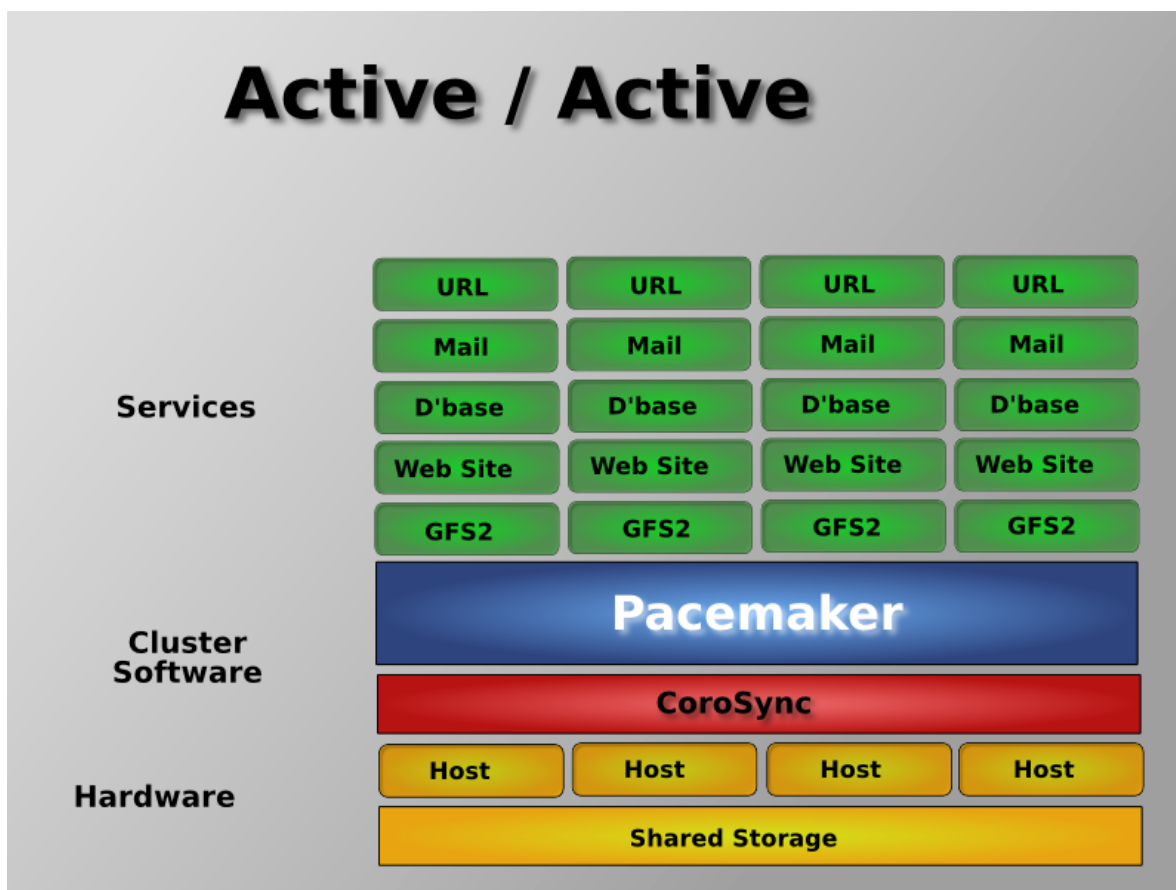 Active / Active
URL URL URL URL
Mail Mail Mail Mail
Services
D'base D'base D'base D'base
Web Site Web Site Web Site Web Site
GFS2 GFS2 GFS2 GFS2
Cluster
Software
Pacemaker
CoroSync
Hardware
Host Host Host Host
Shared Storage